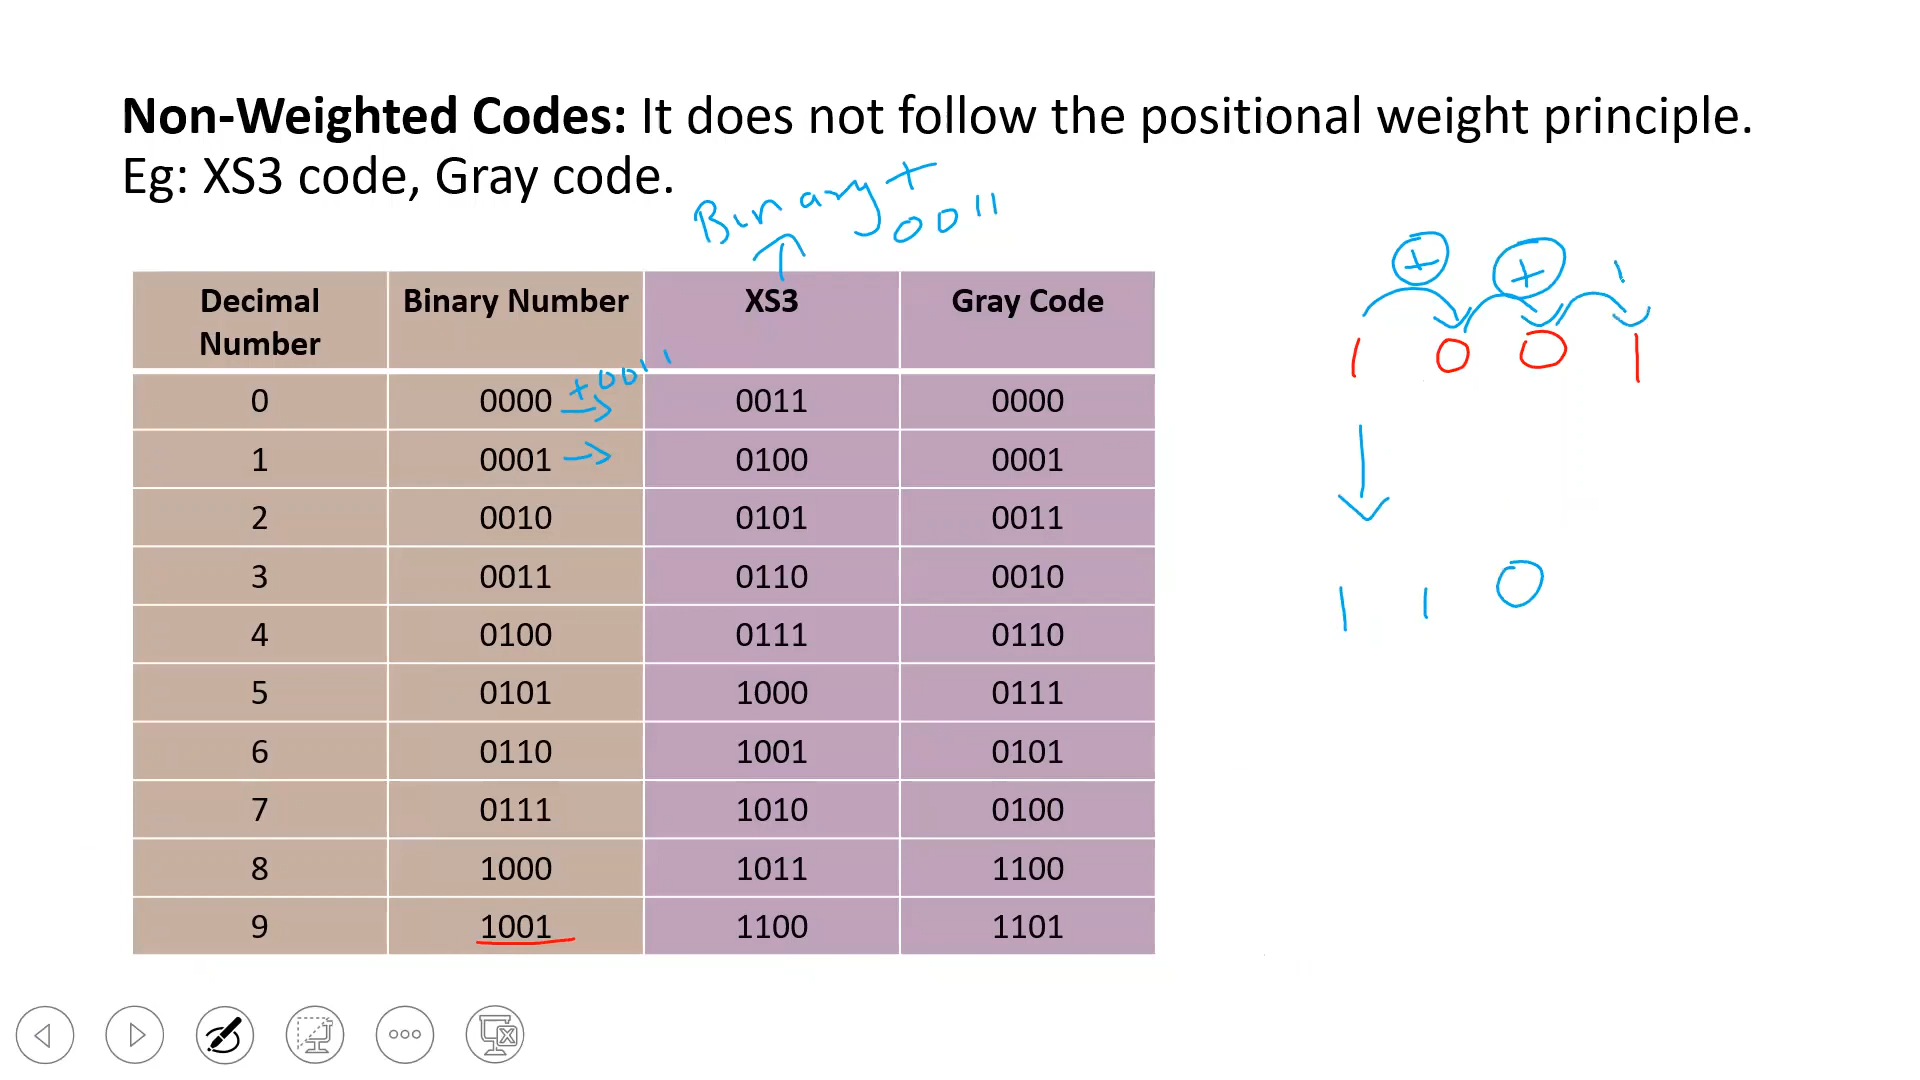 Non-Weighted Codes: It does not follow the positional weight principle.
Eg: XS3 code, Gray code.
Binary +
0011
Decimal Number	Binary Number	XS3	Gray Code
0	0000 +0011 →	0011	0000
1	0001 →	0100	0001
2	0010	0101	0011
3	0011	0110	0010
4	0100	0111	0110
5	0101	1000	0111
6	0110	1001	0101
7	0111	1010	0100
8	1000	1011	1100
9	1001	1100	1101
+ +
1 0 0 1
1 1 0